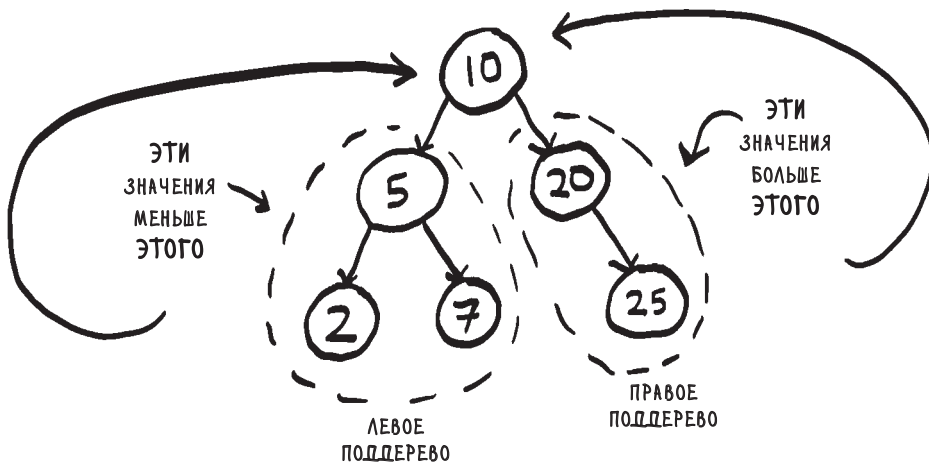 10
ЭТИ
ЗНАЧЕНИЯ
МЕНЬШЕ
ЭТОГО
ЭТИ
ЗНАЧЕНИЯ
БОЛЬШЕ
ЭТОГО
5
20
2
7
25
ЛЕВОЕ
ПОДДЕРЕВО
ПРАВОЕ
ПОДДЕРЕВО